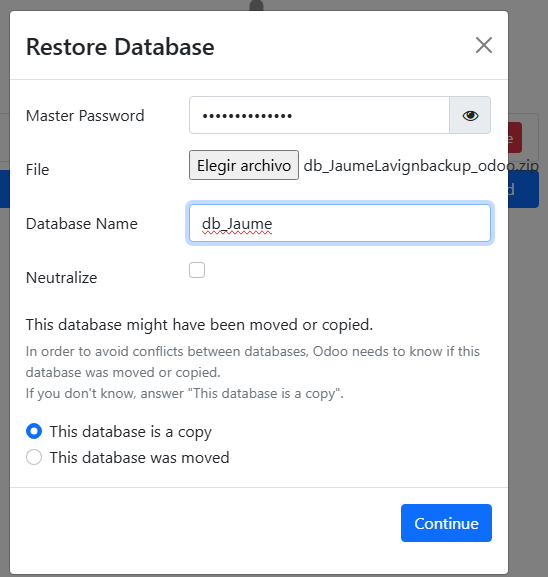 Restore Database
Master Password
••••••••••••••
File
Elegir archivo db_JaumeLavignbackup_odoo.zip
Database Name
db_Jaume
Neutralize
This database might have been moved or copied.
In order to avoid conflicts between databases, Odoo needs to know if this
database was moved or copied.
If you don't know, answer "This database is a copy".
This database is a copy
This database was moved
Continue